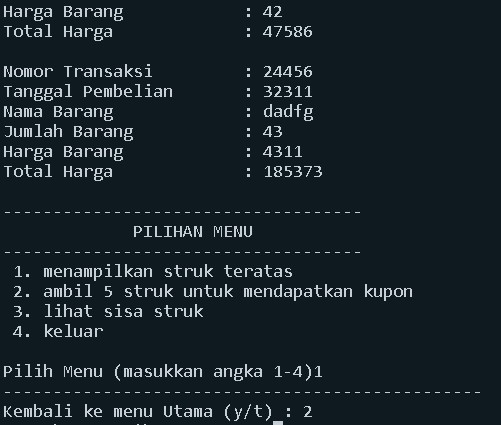 Harga Barang : 42
Total Harga : 47586
Nomor Transaksi : 24456
Tanggal Pembelian : 32311
Nama Barang : dadfg
Jumlah Barang : 43
Harga Barang : 4311
Total Harga : 185373
------------------------------------
PILIHAN MENU
------------------------------------
1. menampilkan struk teratas
2. ambil 5 struk untuk mendapatkan kupon
3. lihat sisa struk
4. keluar
Pilih Menu (masukkan angka 1-4)1
------------------------------------------------
Kembali ke menu Utama (y/t) : 2